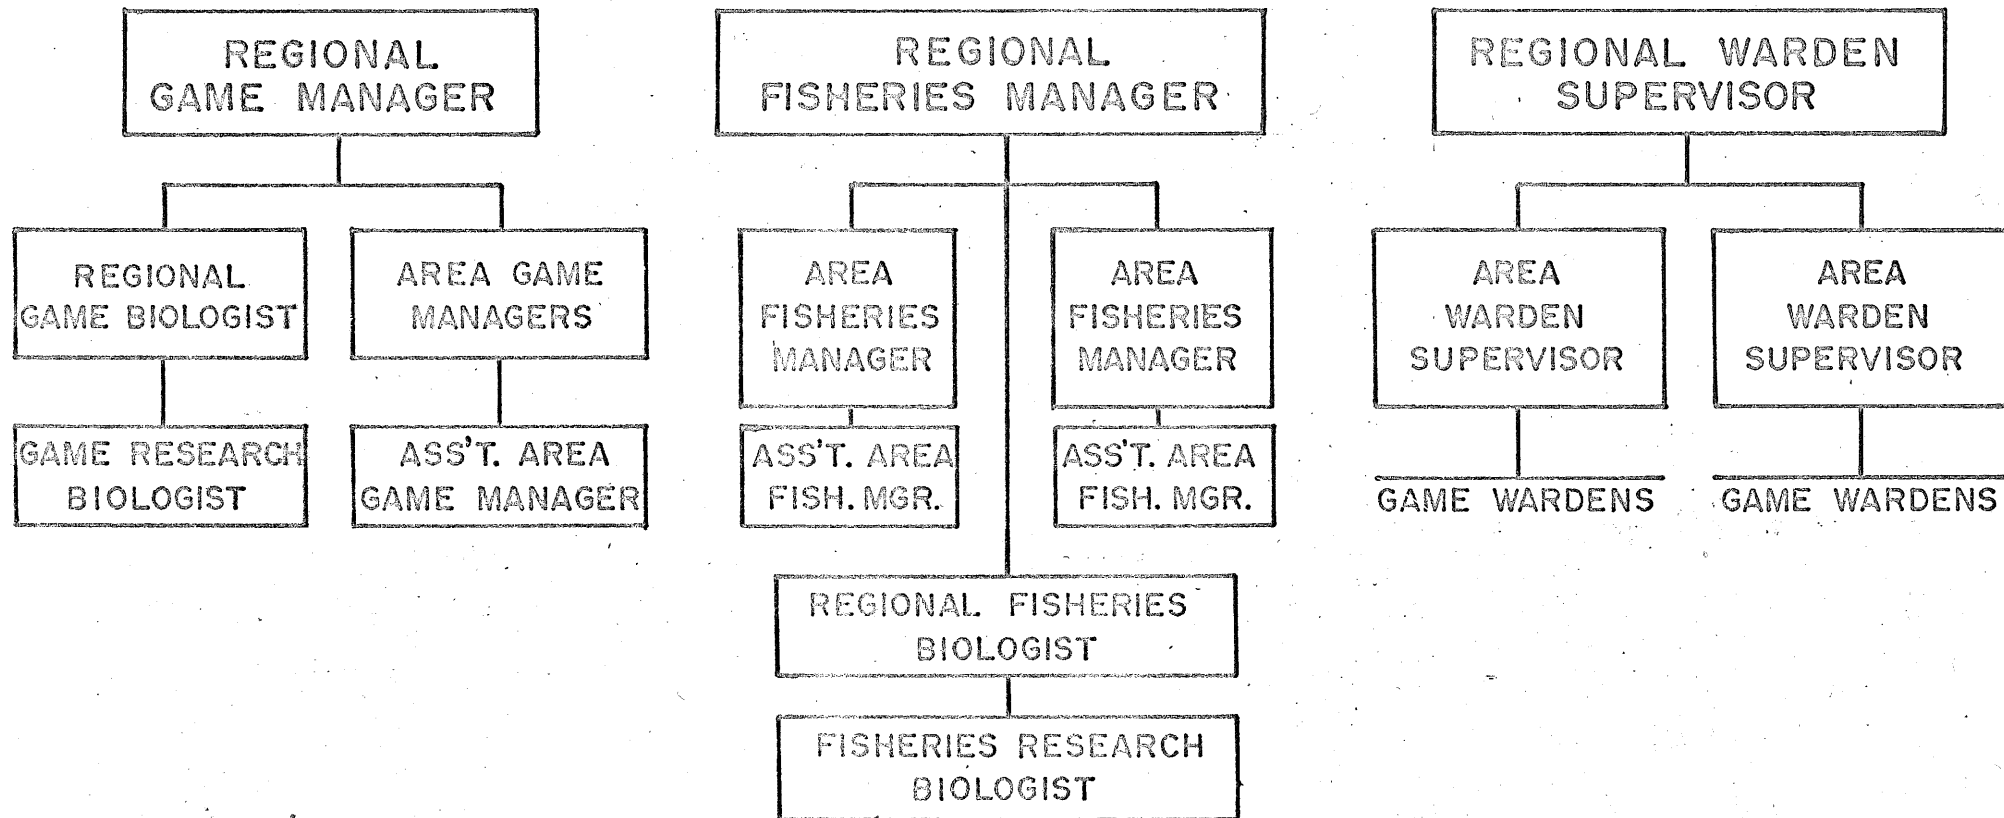 REGIONAL
GAME MANAGER
REGIONAL
FISHERIES MANAGER
REGIONAL WARDEN
SUPERVISOR
REGIONAL
GAME BIOLOGIST
AREA GAME
MANAGERS
AREA
FISHERIES
MANAGER
AREA
FISHERIES
MANAGER
AREA
WARDEN
SUPERVISOR
AREA
WARDEN
SUPERVISOR
GAME RESEARCH
BIOLOGIST
ASS'T. AREA
GAME MANAGER
ASS'T. AREA
FISH. MGR.
ASS'T. AREA
FISH. MGR.
GAME WARDENS
GAME WARDENS
REGIONAL FISHERIES
BIOLOGIST
FISHERIES RESEARCH
BIOLOGIST